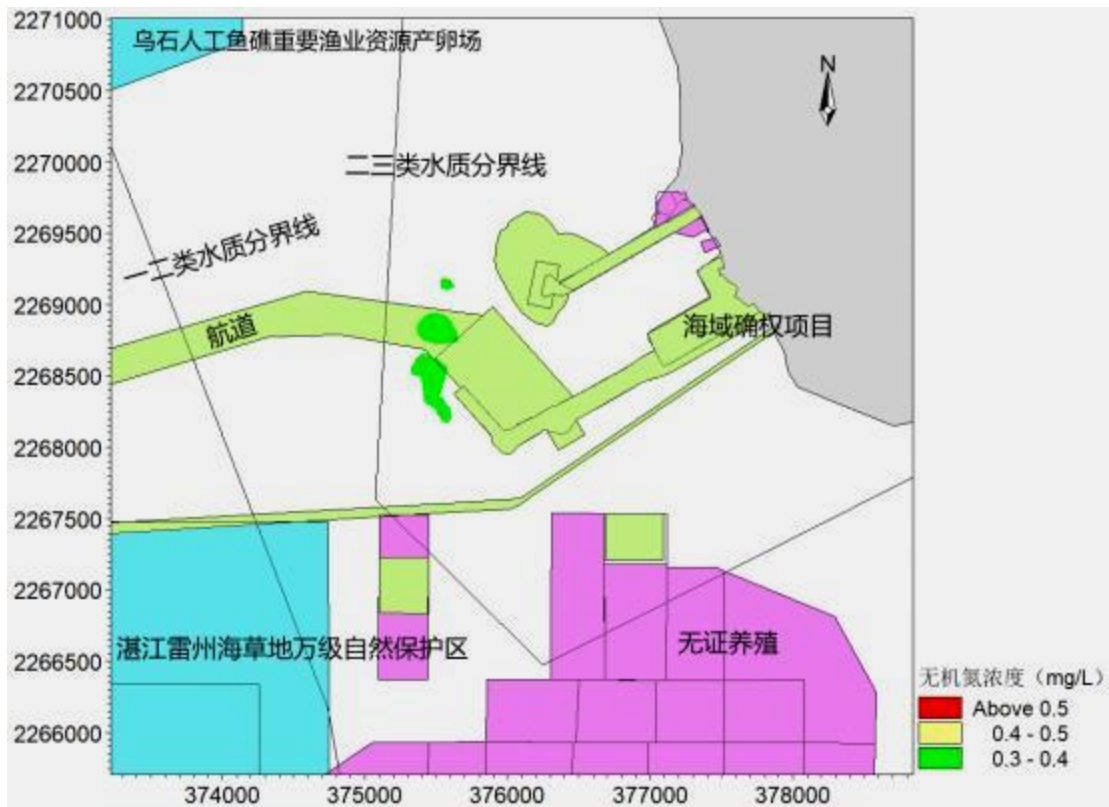 2271000
乌石人工鱼礁重要渔业资源产卵场
N
2270500
2270000
二三类水质分界线
2269500
一二类水质分界线
2269000
航道
海域确权项目
2268500
2268000
2267500
2267000
湛江雷州海草地万级自然保护区
无证养殖
2266500
2266000
无机氮浓度（mg/L）
Above 0.5
0.4 - 0.5
0.3 - 0.4
374000 375000 376000 377000 378000